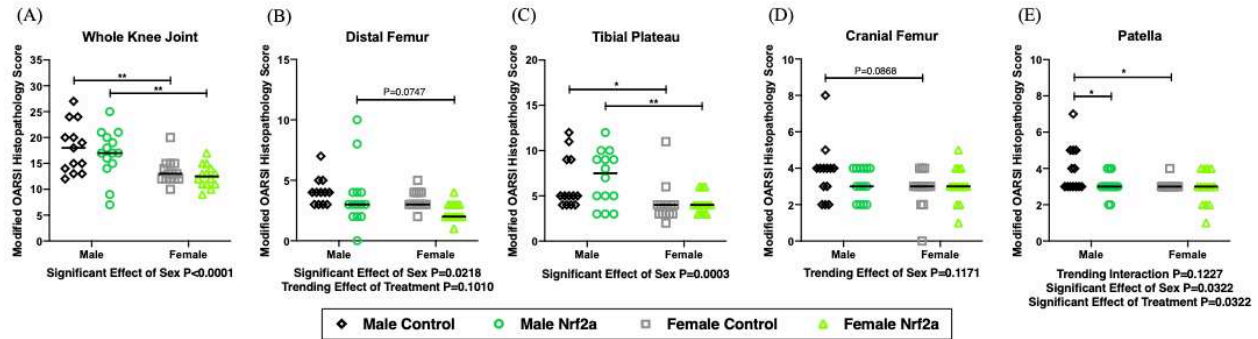 (A)
Whole Knee Joint
Modified OARSI Histopathology Score
35
30
25
20
15
10
5
0
**
**
Male Female
Significant Effect of Sex P<0.0001
(B)
Distal Femur
Modified OARSI Histopathology Score
15
10
5
0
P=0.0747
Male Female
Significant Effect of Sex P=0.0218
Trending Effect of Treatment P=0.1010
(C)
Tibial Plateau
Modified OARSI Histopathology Score
20
15
10
5
0
*
**
Male Female
Significant Effect of Sex P=0.0003
(D)
Cranial Femur
Modified OARSI Histopathology Score
10
8
6
4
2
0
P=0.0868
Male Female
Trending Effect of Sex P=0.1171
(E)
Patella
Modified OARSI Histopathology Score
10
8
6
4
2
0
*
*
Male Female
Trending Interaction P=0.1227
Significant Effect of Sex P=0.0322
Significant Effect of Treatment P=0.0322
Male Control Male Nrf2a Female Control Female Nrf2a